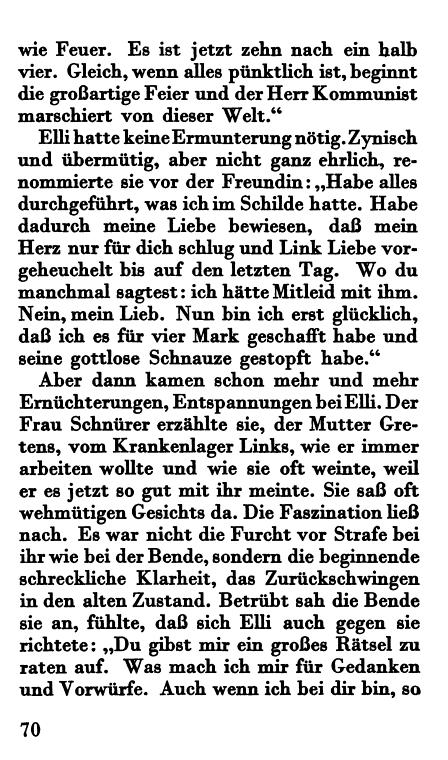 wie Feuer. Es ist jetzt zehn nach ein halb
vier. Gleich, wenn alles pünktlich ist, beginnt
die großartige Feier und der Herr Kommunist
marschiert von dieser Welt.“
Elli hatte keine Ermunterung nötig. Zynisch
und übermütig, aber nicht ganz ehrlich, re-
nommierte sie vor der Freundin: „Habe alles
durchgeführt, was ich im Schilde hatte. Habe
dadurch meine Liebe bewiesen, daß mein
Herz nur für dich schlug und Link Liebe vor-
geheuchelt bis auf den letzten Tag. Wo du
manchmal sagtest: ich hätte Mitleid mit ihm.
Nein, mein Lieb. Nun bin ich erst glücklich,
daß ich es für vier Mark geschafft habe und
seine gottlose Schnauze gestopft habe.“
Aber dann kamen schon mehr und mehr
Ernüchterungen, Entspannungen bei Elli. Der
Frau Schnürer erzählte sie, der Mutter Gre-
tens, vom Krankenlager Links, wie er immer
arbeiten wollte und wie sie oft weinte, weil
er es jetzt so gut mit ihr meinte. Sie saß oft
wehmütigen Gesichts da. Die Faszination ließ
nach. Es war nicht die Furcht vor Strafe bei
ihr wie bei der Bende, sondern die beginnende
schreckliche Klarheit, das Zurückschwingen
in den alten Zustand. Betrübt sah die Bende
sie an, fühlte, daß sich Elli auch gegen sie
richtete: „Du gibst mir ein großes Rätsel zu
raten auf. Was mach ich mir für Gedanken
und Vorwürfe. Auch wenn ich bei dir bin, so
70